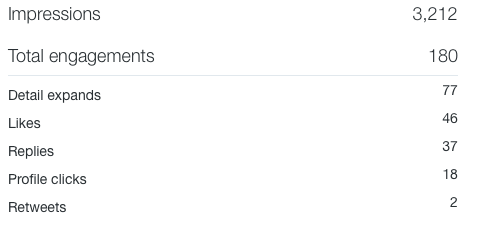 Impressions 3,212
Total engagements 180
Detail expands 77
Likes 46
Replies 37
Profile clicks 18
Retweets 2